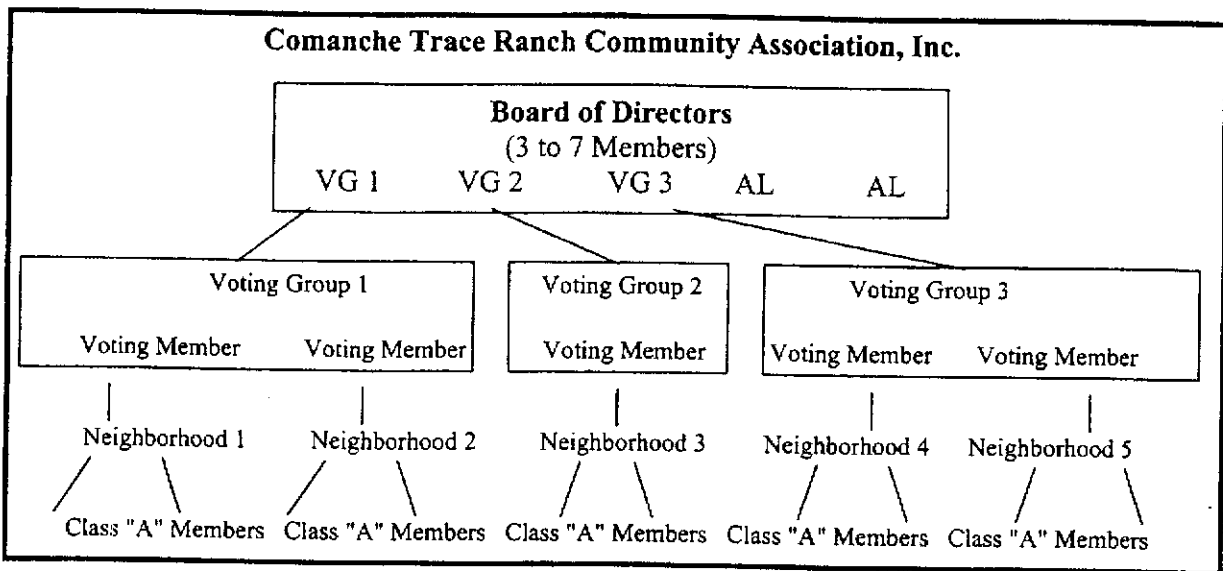 Comanche Trace Ranch Community Association, Inc.
Board of Directors
(3 to 7 Members)
VG 1 VG 2 VG 3 AL AL
Voting Group 1 Voting Group 2 Voting Group 3
Voting Member Voting Member Voting Member Voting Member Voting Member
Neighborhood 1 Neighborhood 2 Neighborhood 3 Neighborhood 4 Neighborhood 5
Class "A" Members Class "A" Members Class "A" Members Class "A" Members Class "A" Members